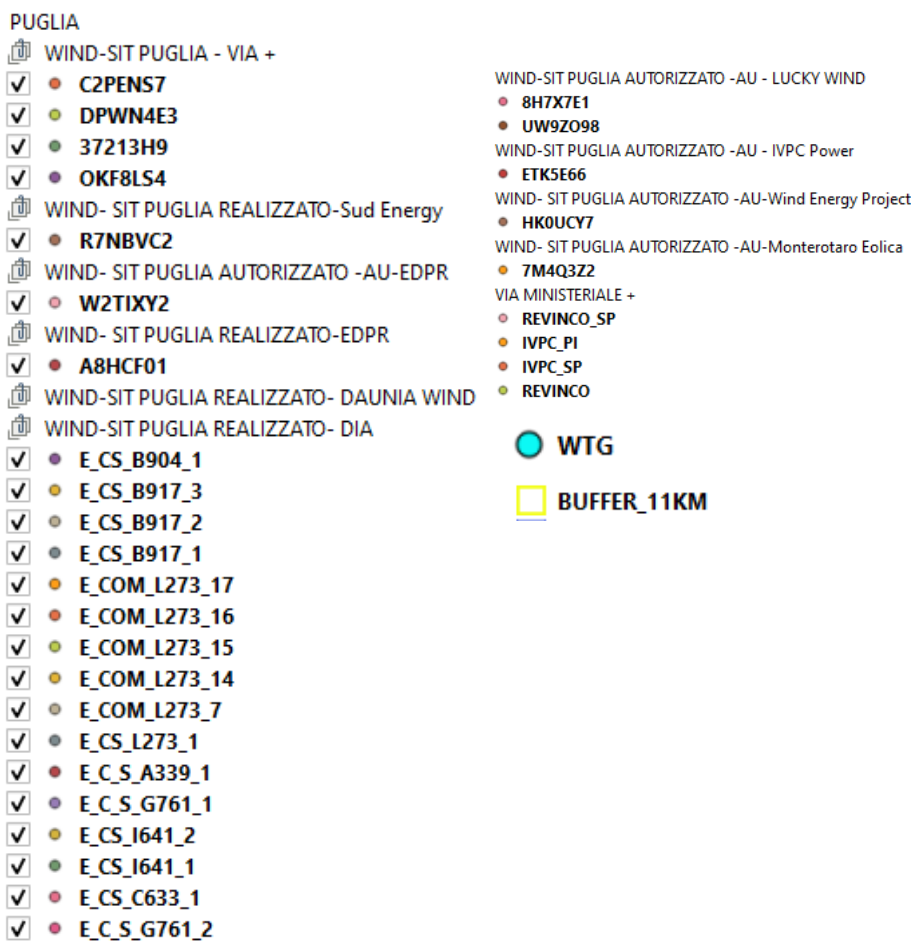 PUGLIA
WIND-SIT PUGLIA - VIA +
C2PENS7
DPWN4E3
37213H9
OKF8LS4
WIND- SIT PUGLIA REALIZZATO-Sud Energy
R7NBVC2
WIND- SIT PUGLIA AUTORIZZATO -AU-EDPR
W2TIXY2
WIND- SIT PUGLIA REALIZZATO-EDPR
A8HCF01
WIND-SIT PUGLIA REALIZZATO- DAUNIA WIND
WIND-SIT PUGLIA REALIZZATO- DIA
E_CS_B904_1
E_CS_B917_3
E_CS_B917_2
E_CS_B917_1
E_COM_L273_17
E_COM_L273_16
E_COM_L273_15
E_COM_L273_14
E_COM_L273_7
E_CS_L273_1
E_C_S_A339_1
E_C_S_G761_1
E_CS_I641_2
E_CS_I641_1
E_CS_C633_1
E_C_S_G761_2
WIND-SIT PUGLIA AUTORIZZATO -AU - LUCKY WIND
8H7X7E1
UW9ZO98
WIND-SIT PUGLIA AUTORIZZATO -AU - IVPC Power
ETK5E66
WIND- SIT PUGLIA AUTORIZZATO -AU-Wind Energy Project
HK0UCY7
WIND- SIT PUGLIA AUTORIZZATO -AU-Monterotaro Eolica
7M4Q3Z2
VIA MINISTERIALE +
REVINCO_SP
IVPC_PI
IVPC_SP
REVINCO
WTG
BUFFER_11KM